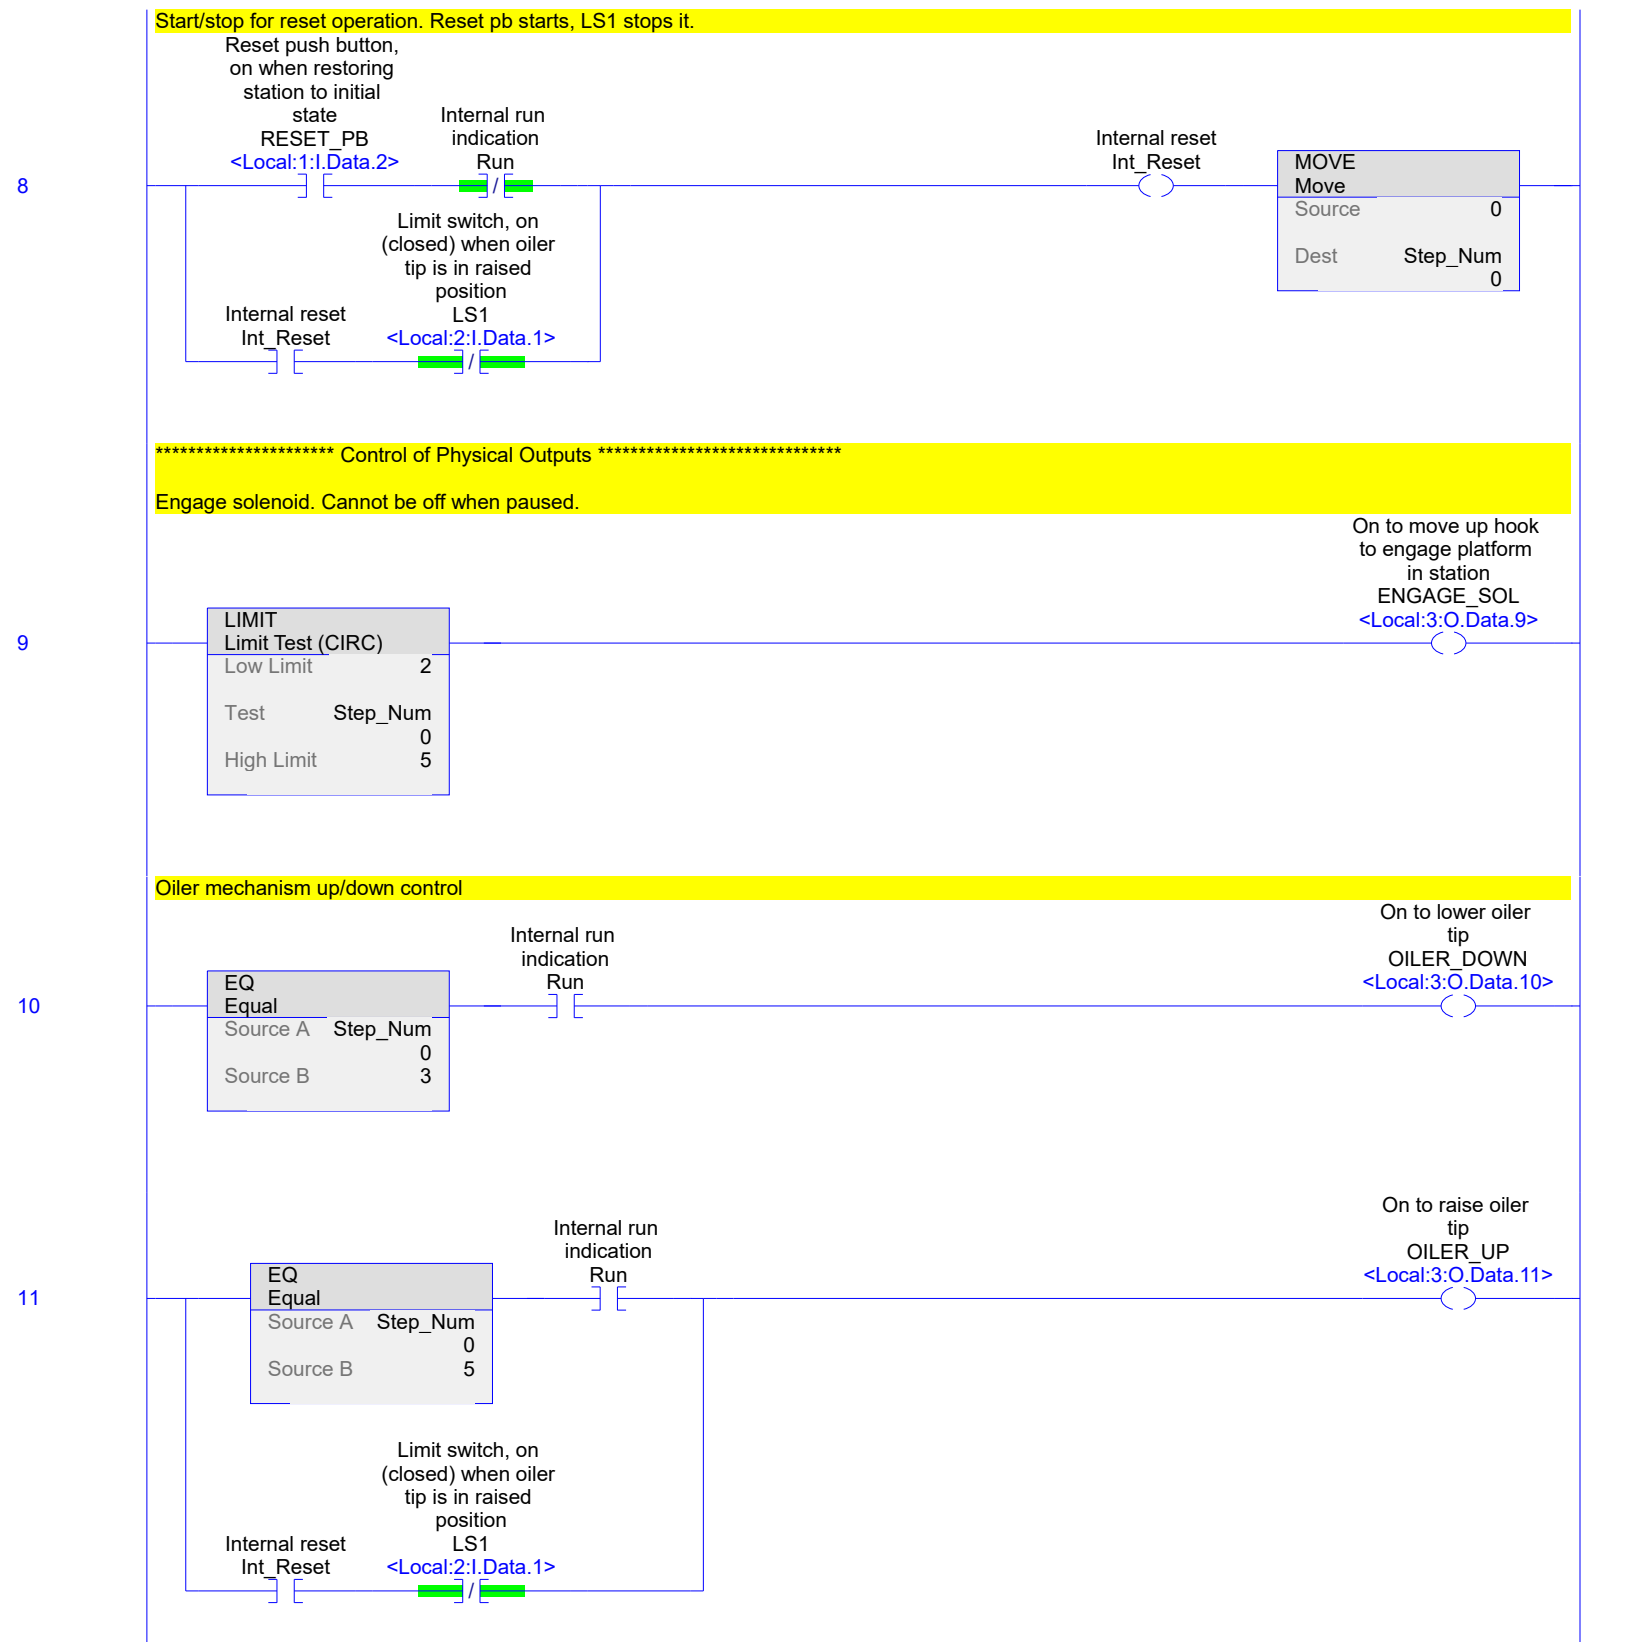 Start/stop for reset operation. Reset pb starts, LS1 stops it.
Reset push button,
on when restoring
station to initial
state
RESET_PB
<Local:1:I.Data.2>
Internal run
indication
Run
/
Internal reset
Int_Reset
MOVE
Move
Source 0
Dest Step_Num
0
8
Limit switch, on
(closed) when oiler
tip is in raised
position
LS1
<Local:2:I.Data.1>
/
Internal reset
Int_Reset
********************** Control of Physical Outputs ******************************
Engage solenoid. Cannot be off when paused.
On to move up hook
to engage platform
in station
ENGAGE_SOL
<Local:3:O.Data.9>
9
LIMIT
Limit Test (CIRC)
Low Limit 2
Test Step_Num
0
High Limit 5
Oiler mechanism up/down control
On to lower oiler
tip
OILER_DOWN
<Local:3:O.Data.10>
Internal run
indication
Run
10
EQ
Equal
Source A Step_Num
0
Source B 3
On to raise oiler
tip
OILER_UP
<Local:3:O.Data.11>
Internal run
indication
Run
11
EQ
Equal
Source A Step_Num
0
Source B 5
Limit switch, on
(closed) when oiler
tip is in raised
position
LS1
<Local:2:I.Data.1>
/
Internal reset
Int_Reset